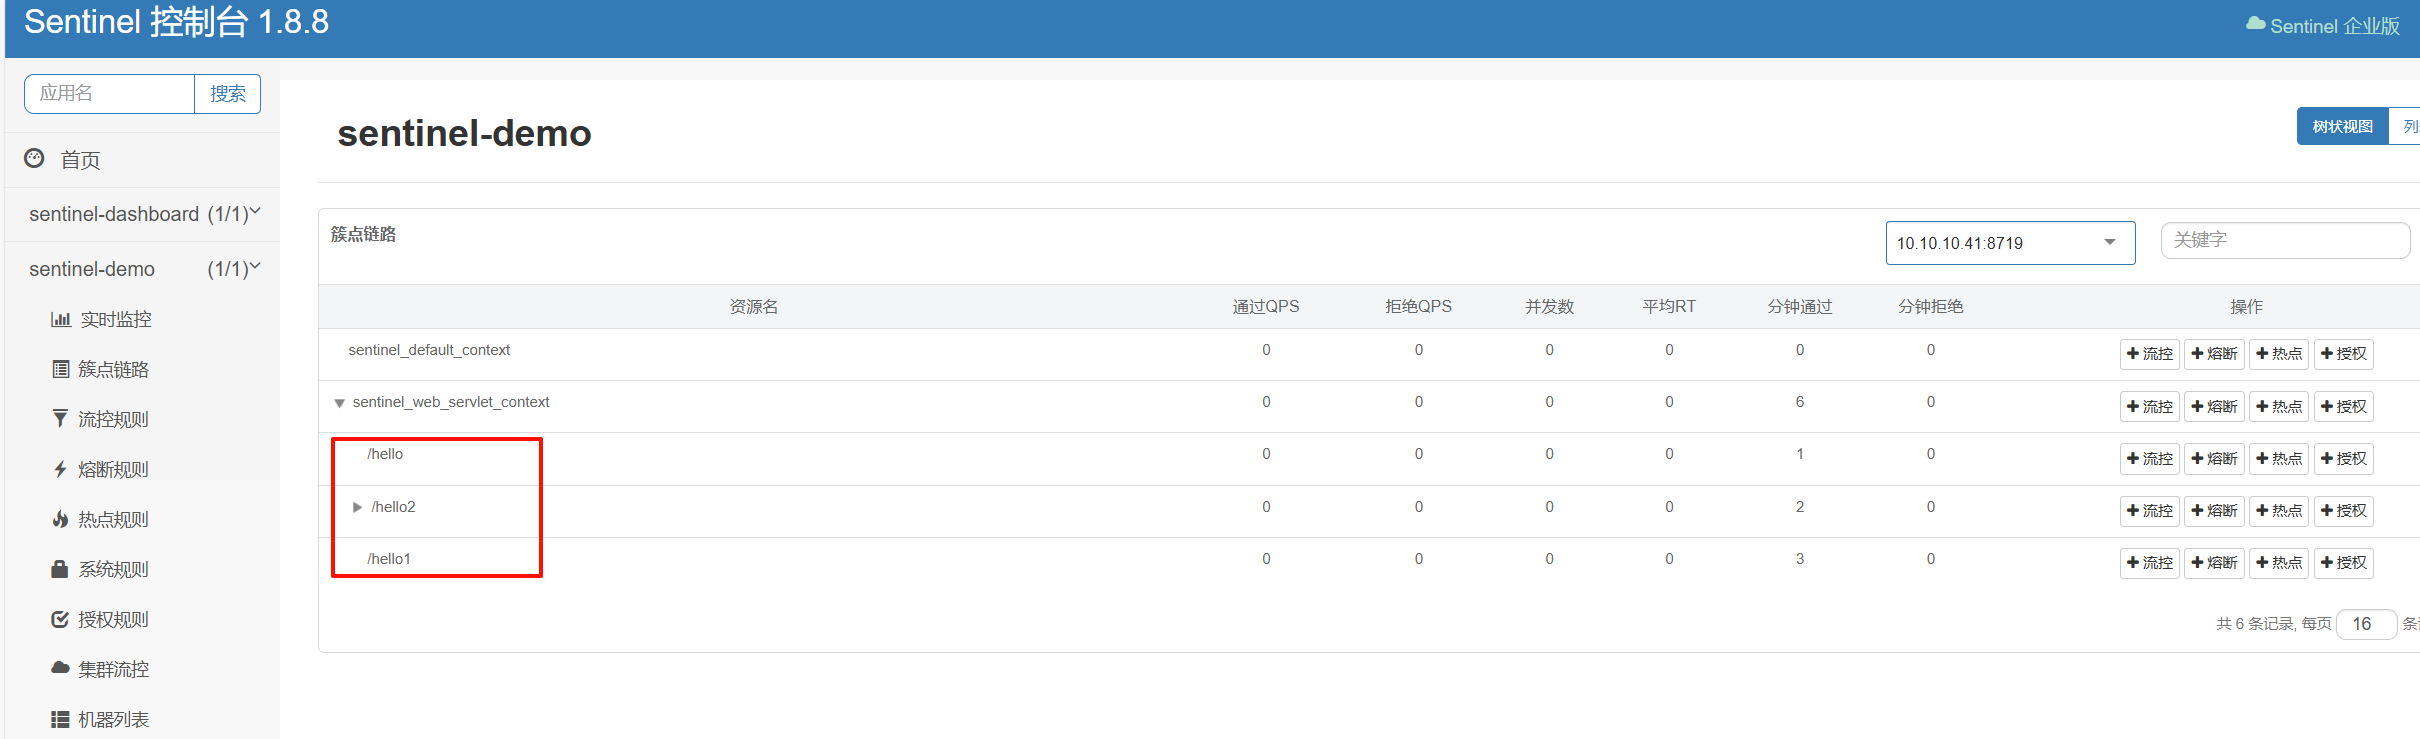 Sentinel 控制台 1.8.8
Sentinel 企业版
应用名 搜索
首页
sentinel-dashboard (1/1)
sentinel-demo (1/1)
实时监控
簇点链路
流控规则
熔断规则
热点规则
系统规则
授权规则
集群流控
机器列表
sentinel-demo
树状视图 列
簇点链路 10.10.10.41:8719 关键字
资源名 通过QPS 拒绝QPS 并发数 平均RT 分钟通过 分钟拒绝 操作
sentinel_default_context 0 0 0 0 0 0 流控 熔断 热点 授权
sentinel_web_servlet_context 0 0 0 0 6 0 流控 熔断 热点 授权
/hello 0 0 0 0 1 0 流控 熔断 热点 授权
/hello2 0 0 0 0 2 0 流控 熔断 热点 授权
/hello1 0 0 0 0 3 0 流控 熔断 热点 授权
共 6 条记录, 每页 16 条